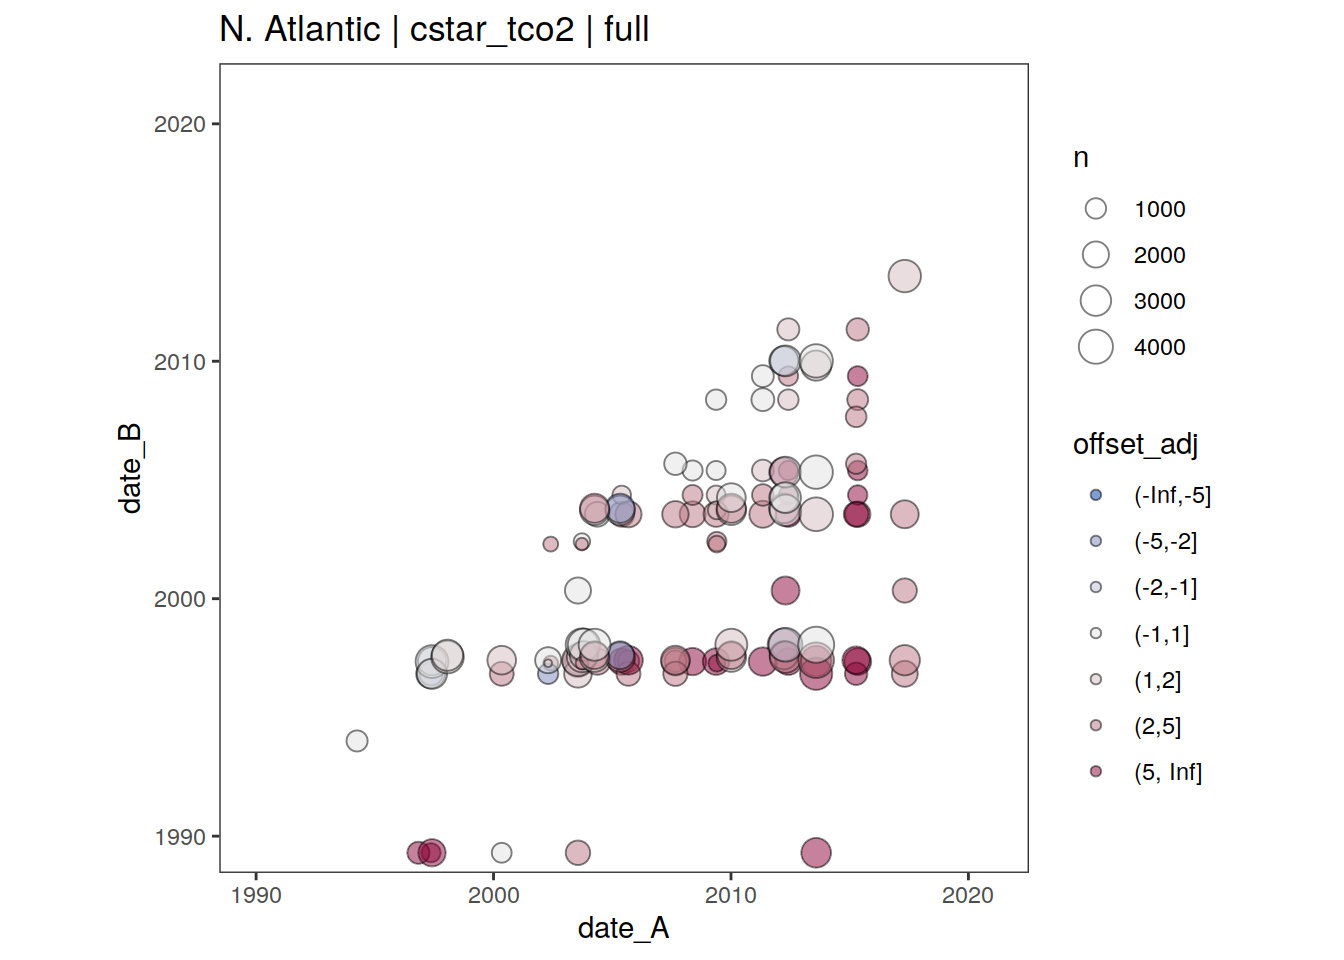 N. Atlantic | cstar_tco2 | full
2020
2010
2000
1990
1990
2000
2010
2020
date_A
date_B
n
1000
2000
3000
4000
offset_adj
(-Inf,-5]
(-5,-2]
(-2,-1]
(-1,1]
(1,2]
(2,5]
(5, Inf]